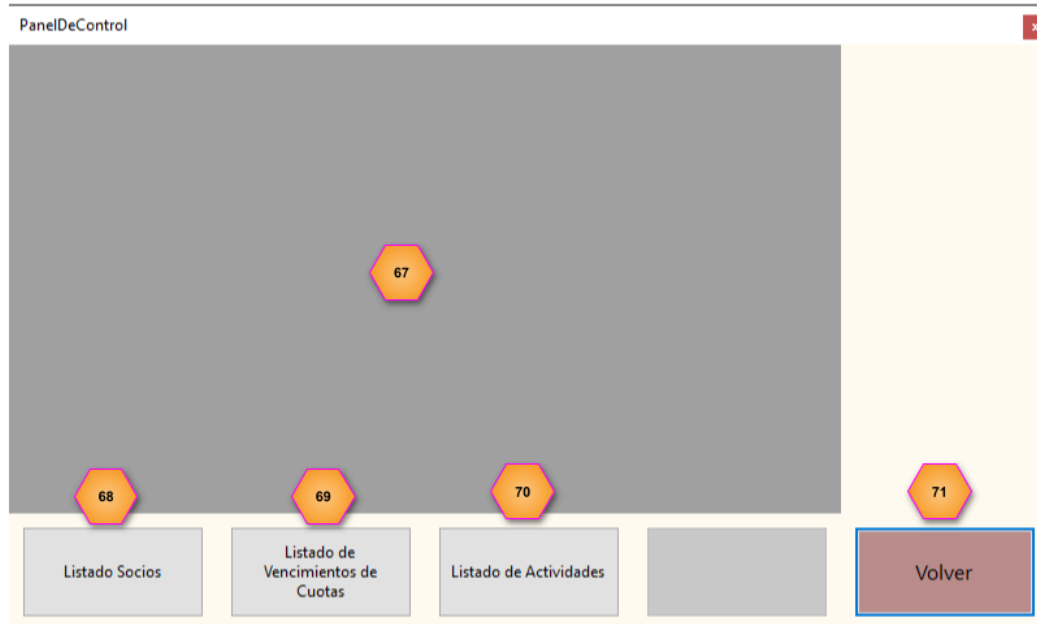 PanelDeControl
x
67
68
69
70
71
Listado Socios
Listado de
Vencimientos de
Cuotas
Listado de Actividades
Volver